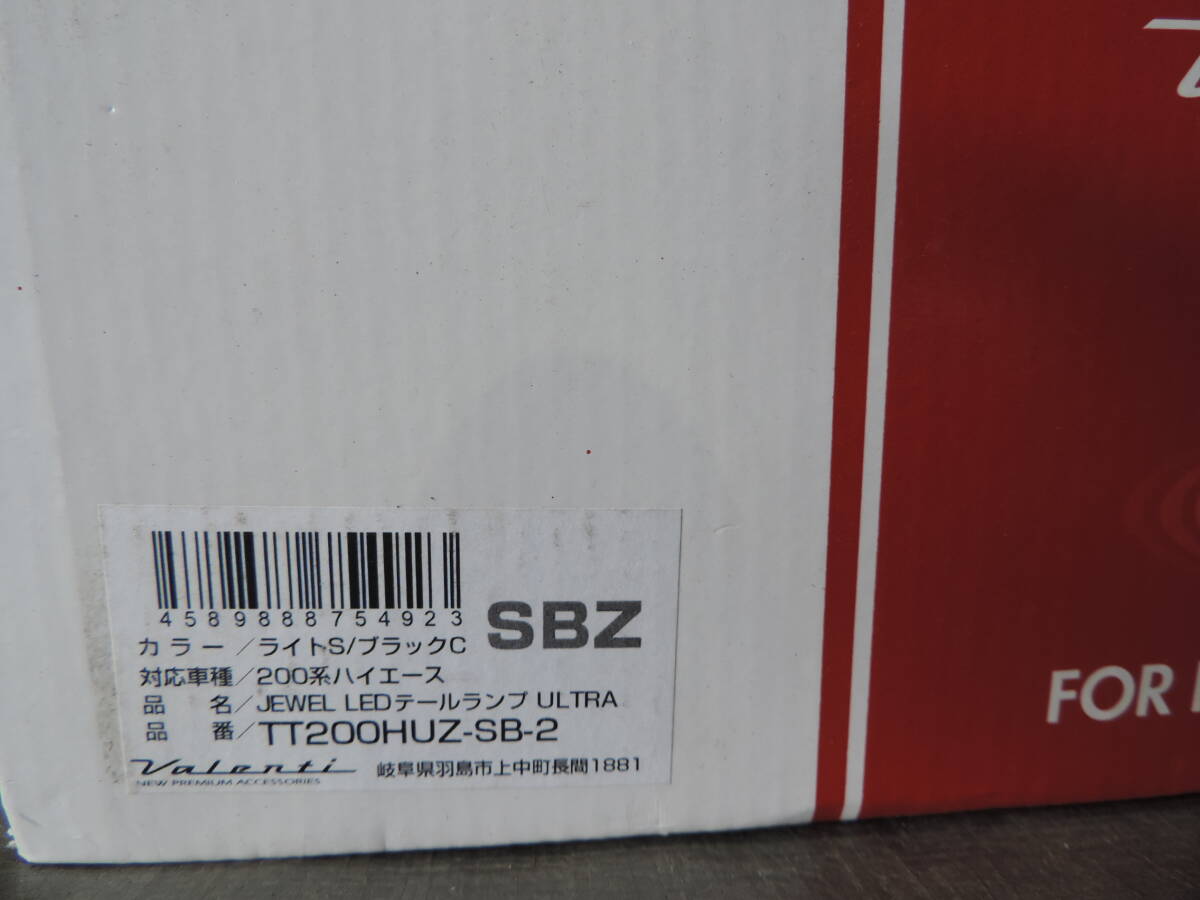 4589888754923
SBZ
カラー/ライトS/ブラックC
対応車種/200系ハイエース
品 名/JEWEL LEDテールランプ ULTRA
品 番/TT200HUZ-SB-2
Valenti 岐阜県羽島市上中町長間1881
NEW PREMIUM ACCESSORIES
FOR